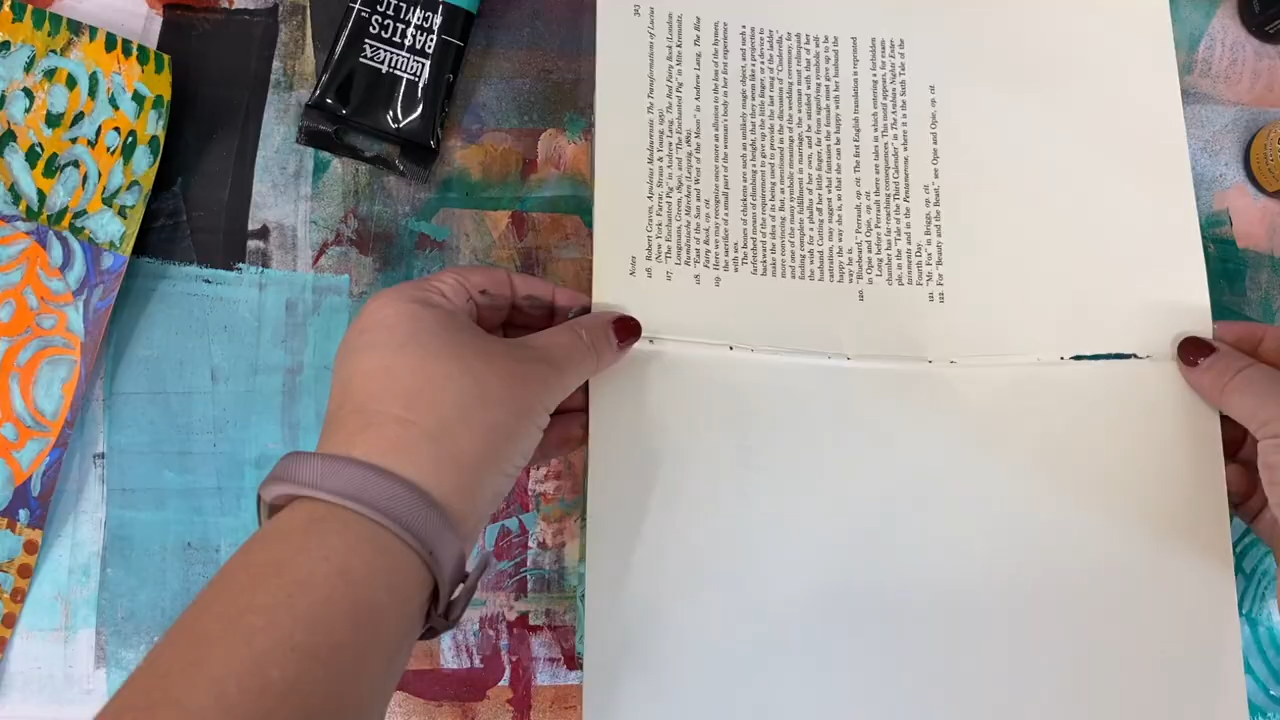 Notes
323
116. Robert Graves, Apuleius Madaurensis: The Transformations of Lucius
(New York: Farrar, Straus & Young, 1951).
117. "The Enchanted Pig" in Andrew Lang, The Red Fairy Book (London:
Longmans, Green, 1890), and "The Enchanted Pig" in Mite Kremnitz,
Rumänische Märchen (Leipzig, 1882).
118. "East of the Sun and West of the Moon" in Andrew Lang, The Blue
Fairy Book, op. cit.
119. Here we may recognize once more an allusion to the loss of the hymen,
the sacrifice of a small part of the woman's body in her first experience
with sex.
The bones of chickens are such an unlikely magic object, and such a
farfetched means of climbing height, that they seem like a projection
backward of the requirement to give up the little finger, or a device to
make the idea of its being used to provide the last rung of the ladder
more convincing. But, as mentioned in the discussion of "Cinderella,"
and one of the many symbolic meanings of the wedding ceremony, for
finding complete fulfillment in marriage, the woman must relinquish
the wish for a phallus of her own, and be satisfied with that of her
husband. Cutting off her little finger, far from signifying symbolic self-
castration, may suggest what fantasies the female must give up to be
happy the way she is, so that she can be happy with her husband the
way he is.
120. "Bluebeard," Perrault, op. cit. The first English translation is reprinted
in Opie and Opie, op. cit.
Long before Perrault there are tales in which entering a forbidden
chamber has far-reaching consequences. This motif appears, for exam-
ple, in the "Tale of the Third Calender" in The Arabian Nights' Enter-
tainments and in the Pentamerone, where it is the Sixth Tale of the
Fourth Day.
121. "Mr. Fox" in Briggs, op. cit.
122. For "Beauty and the Beast," see Opie and Opie, op. cit.
Liquitex
BASICS
ACRYLIC